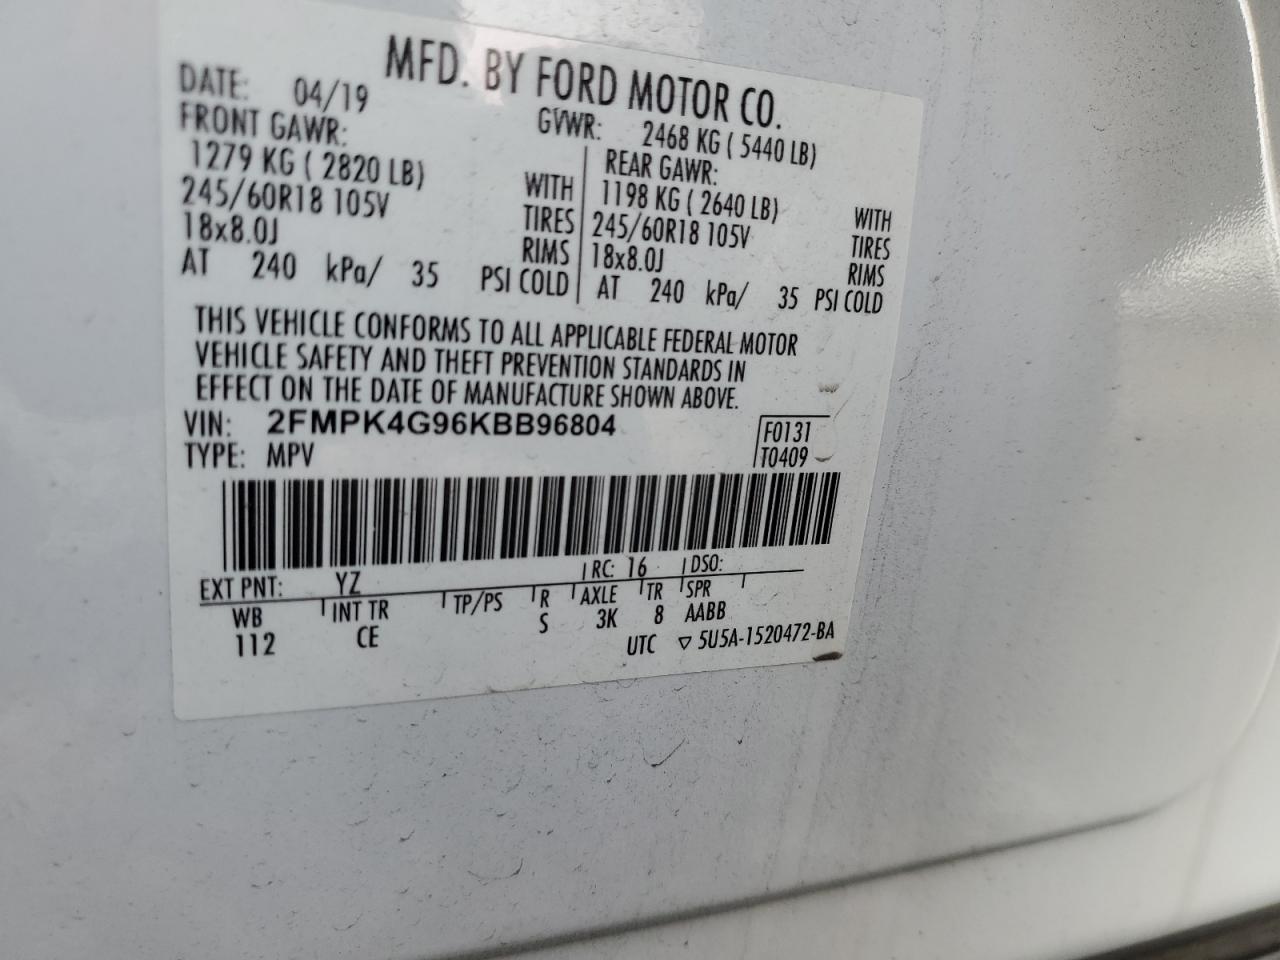 MFD. BY FORD MOTOR CO.
DATE: 04/19
GVWR: 2468 KG ( 5440 LB)
FRONT GAWR:
1279 KG ( 2820 LB) WITH
245/60R18 105V TIRES
18x8.0J RIMS
AT 240 kPa/ 35 PSI COLD
REAR GAWR:
1198 KG ( 2640 LB) WITH
245/60R18 105V TIRES
18x8.0J RIMS
AT 240 kPa/ 35 PSI COLD
THIS VEHICLE CONFORMS TO ALL APPLICABLE FEDERAL MOTOR
VEHICLE SAFETY AND THEFT PREVENTION STANDARDS IN
EFFECT ON THE DATE OF MANUFACTURE SHOWN ABOVE.
VIN: 2FMPK4G96KBB96804
TYPE: MPV
F0131
T0409
EXT PNT: YZ RC: 16 DSO:
WB INT TR TP/PS R AXLE TR SPR
112 CE S 3K 8 AABB
UTC ▽ 5U5A-1520472-BA